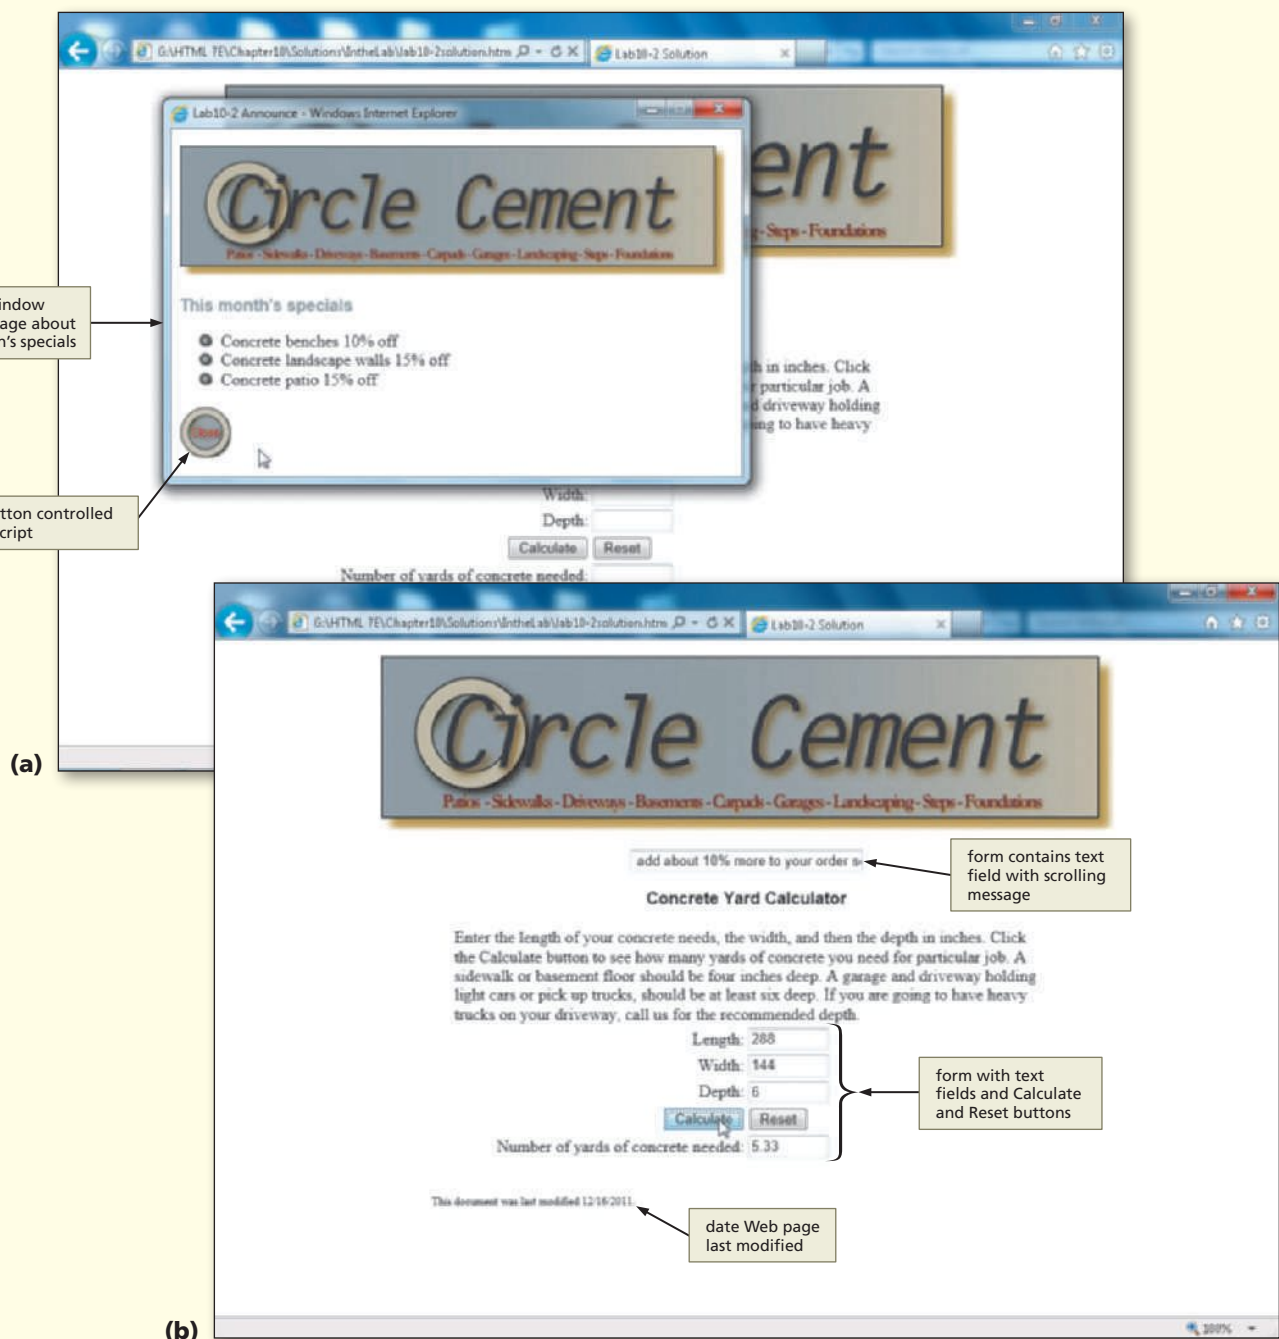 G:\HTML 7E\Chapter10\Solutions\IntheLab\lab10-2solution.htm
Lab10-2 Solution
Lab10-2 Announce - Windows Internet Explorer
ent
- Steps - Foundations
Circle Cement
Patios - Sidewalks - Driveways - Basements - Carpads - Garages - Landscaping - Steps - Foundations
This month's specials
Concrete benches 10% off
Concrete landscape walls 15% off
Concrete patio 15% off
Close
indow
age about
n's specials
tton controlled
cript
h in inches. Click
r particular job. A
d driveway holding
ing to have heavy
Width:
Depth:
Calculate Reset
Number of yards of concrete needed:
(a)
G:\HTML 7E\Chapter10\Solutions\IntheLab\lab10-2solution.htm
Lab10-2 Solution
Circle Cement
Patios - Sidewalks - Driveways - Basements - Carpads - Garages - Landscaping - Steps - Foundations
add about 10% more to your order
form contains text
field with scrolling
message
Concrete Yard Calculator
Enter the length of your concrete needs, the width, and then the depth in inches. Click
the Calculate button to see how many yards of concrete you need for particular job. A
sidewalk or basement floor should be four inches deep. A garage and driveway holding
light cars or pick up trucks, should be at least six deep. If you are going to have heavy
trucks on your driveway, call us for the recommended depth.
Length: 288
Width: 144
Depth: 6
Calculate Reset
Number of yards of concrete needed: 5.33
form with text
fields and Calculate
and Reset buttons
This document was last modified 12/16/2011
date Web page
last modified
100%
(b)